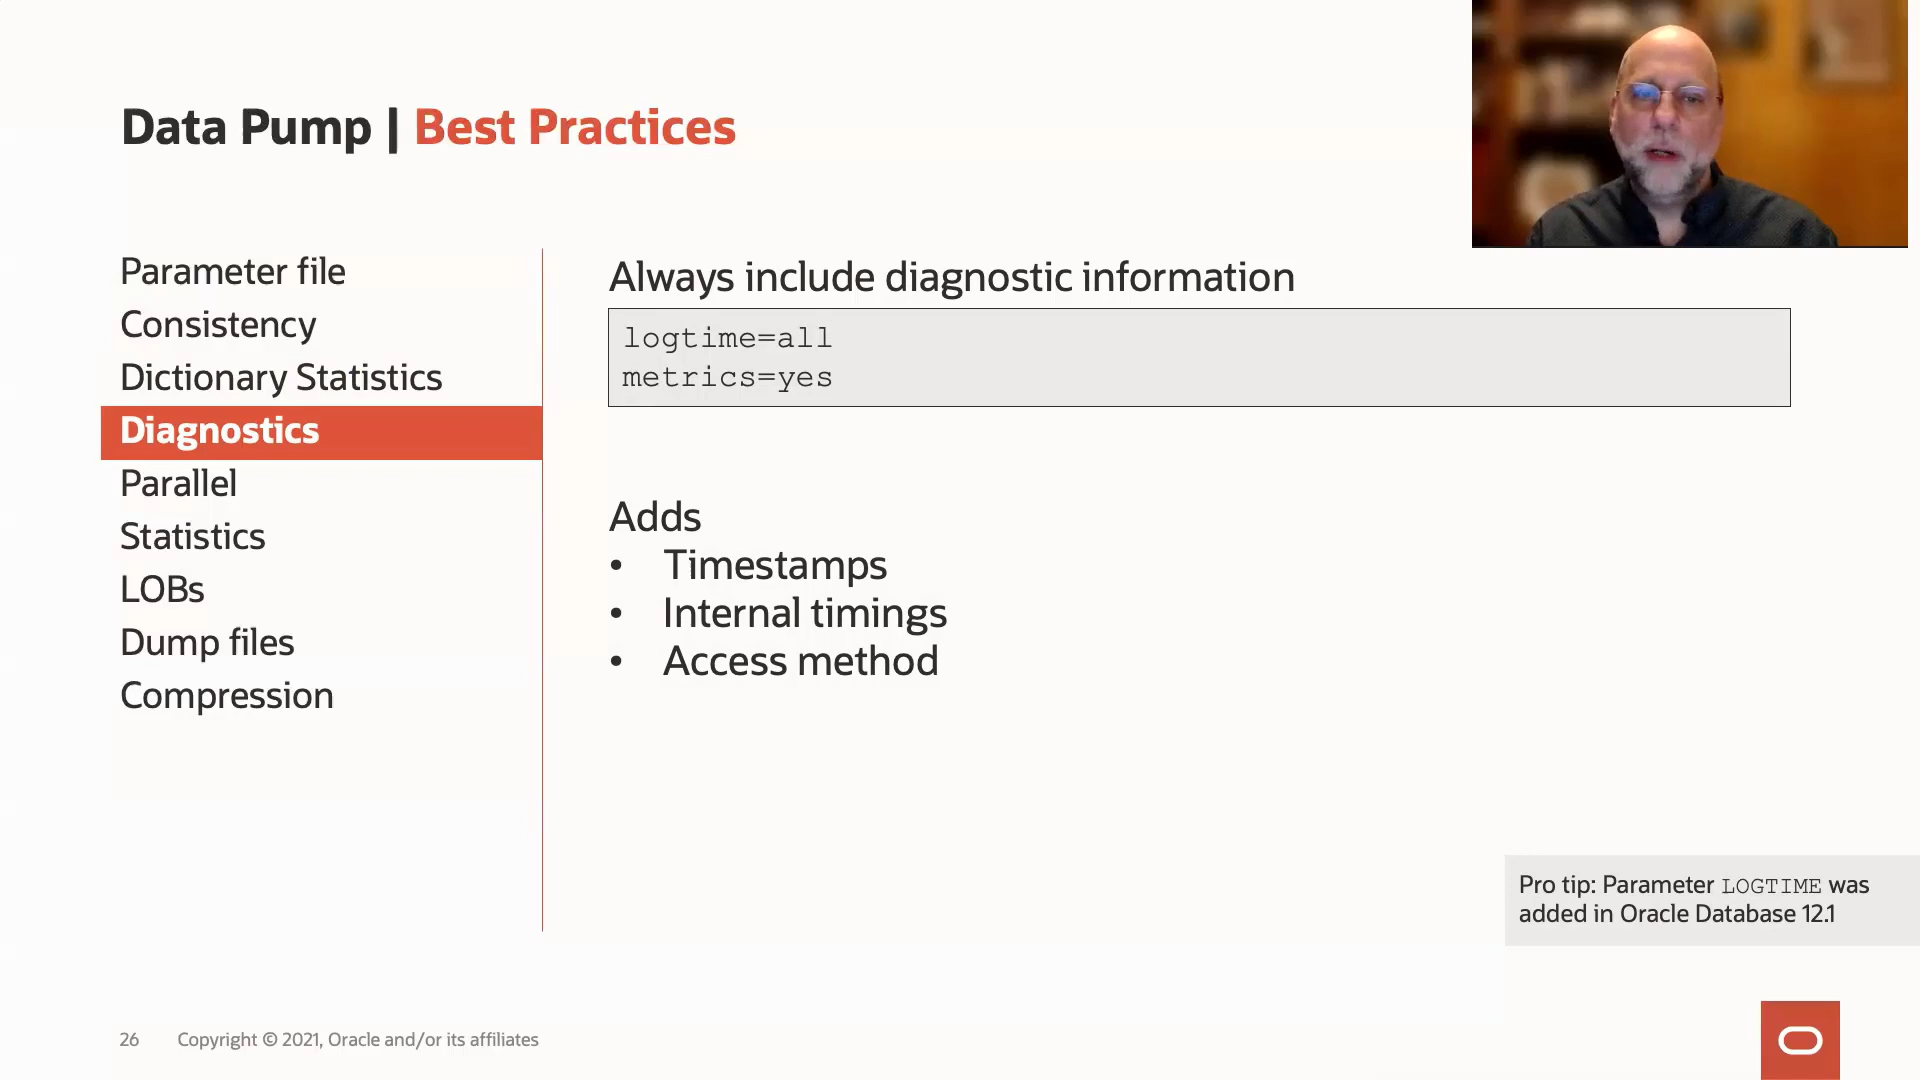 Data Pump | Best Practices
Parameter file
Consistency
Dictionary Statistics
Diagnostics
Parallel
Statistics
LOBs
Dump files
Compression
Always include diagnostic information
logtime=all
metrics=yes
Adds
• Timestamps
• Internal timings
• Access method
Pro tip: Parameter LOGTIME was
added in Oracle Database 12.1
26 Copyright © 2021, Oracle and/or its affiliates